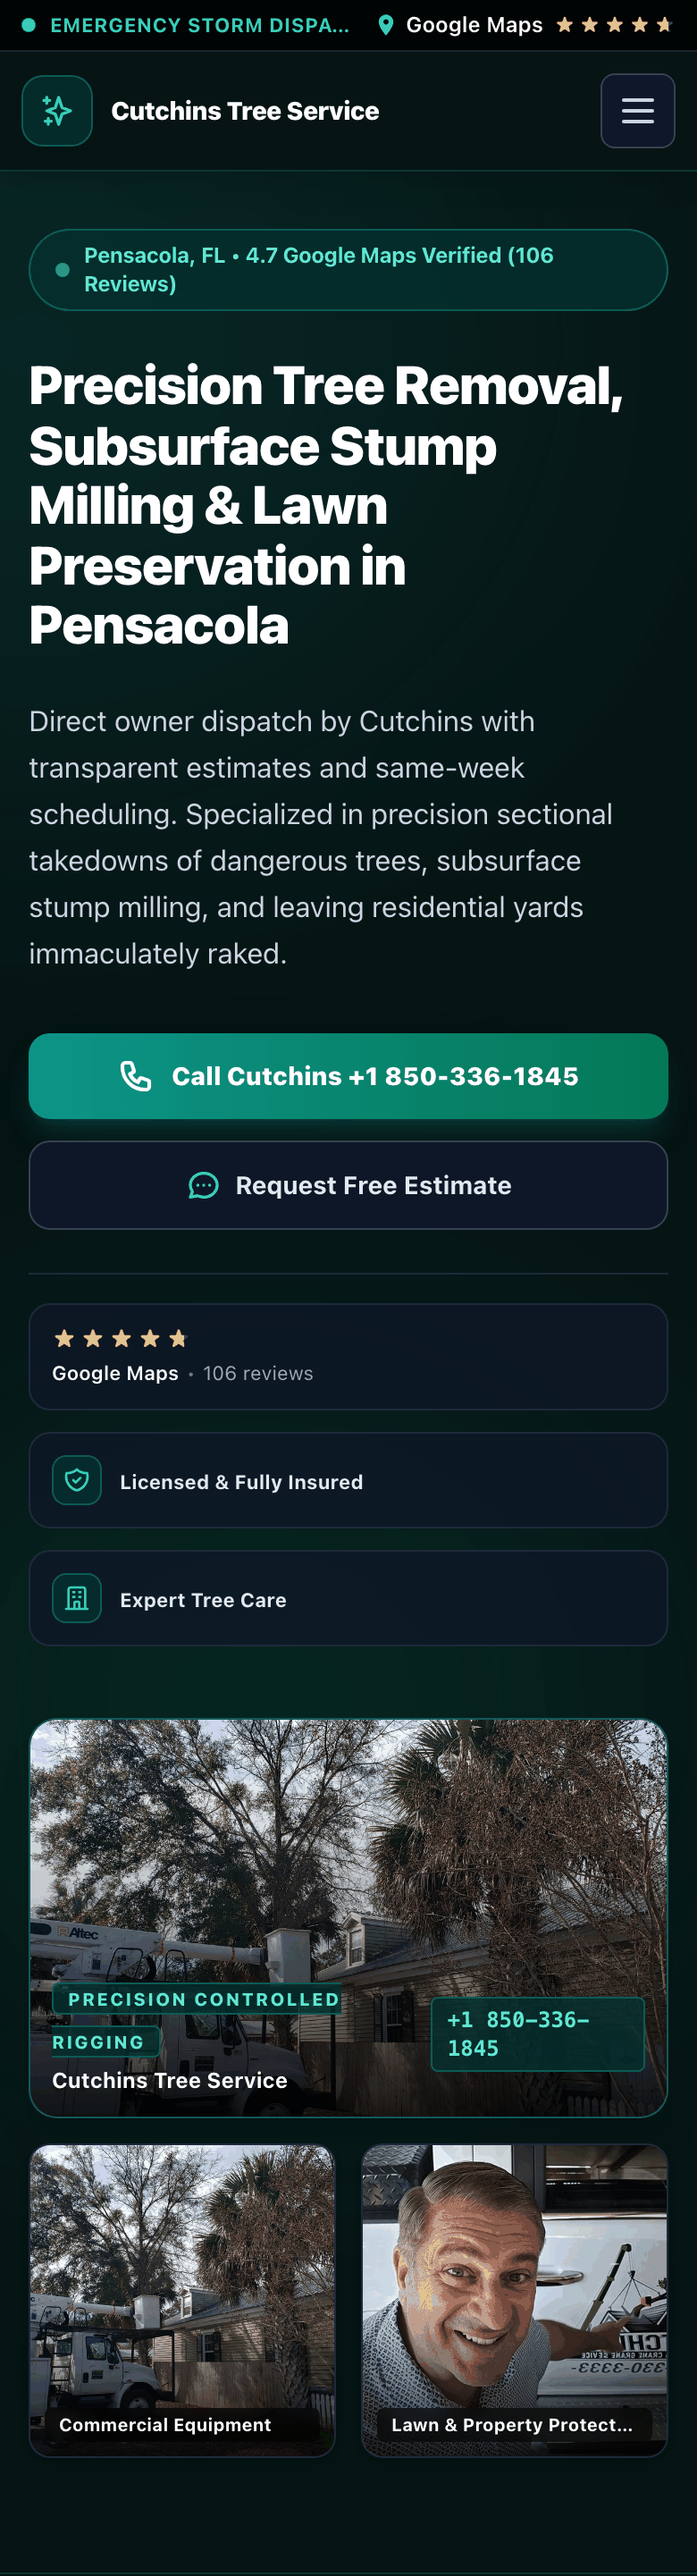 EMERGENCY STORM DISPA...
Google Maps
Cutchins Tree Service
Pensacola, FL • 4.7 Google Maps Verified (106
Reviews)
Precision Tree Removal,
Subsurface Stump
Milling & Lawn
Preservation in
Pensacola
Direct owner dispatch by Cutchins with
transparent estimates and same-week
scheduling. Specialized in precision sectional
takedowns of dangerous trees, subsurface
stump milling, and leaving residential yards
immaculately raked.
Call Cutchins +1 850-336-1845
Request Free Estimate
Google Maps • 106 reviews
Licensed & Fully Insured
Expert Tree Care
Altec
PRECISION CONTROLLED
RIGGING
+1 850-336-
1845
Cutchins Tree Service
CRANE SEVICE
330-3333
Commercial Equipment
Lawn & Property Protect...